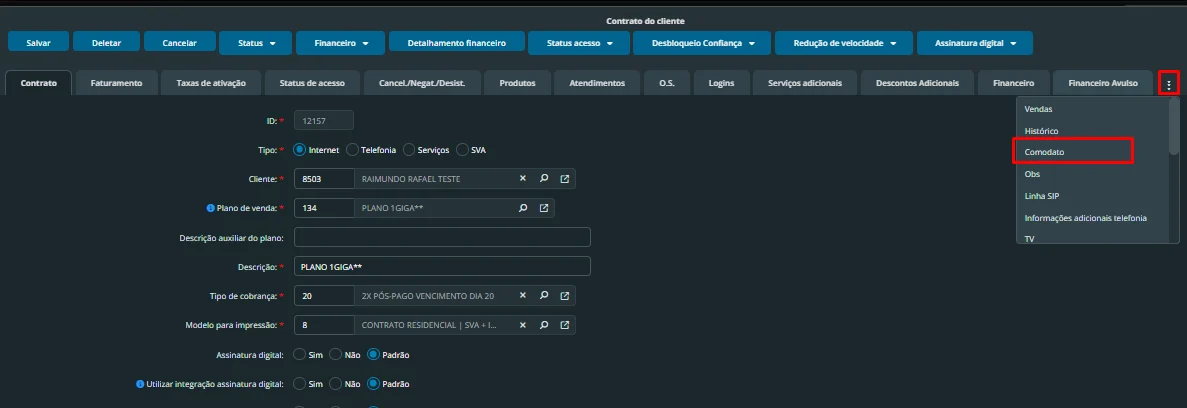 Contrato do cliente
Salvar Deletar Cancelar Status Financeiro Detalhamento financeiro Status acesso Desbloqueio Confiança Redução de velocidade Assinatura digital
Contrato Faturamento Taxas de ativação Status de acesso Cancel./Negat./Desist. Produtos Atendimentos O.S. Logins Serviços adicionais Descontos Adicionais Financeiro Financeiro Avulso
Vendas
Histórico
Comodato
Obs
Linha SIP
Informações adicionais telefonia
TV
ID: * 12157
Tipo: * Internet Telefonia Serviços SVA
Cliente: * 8503 RAIMUNDO RAFAEL TESTE
Plano de venda: * 134 PLANO 1GIGA**
Descrição auxiliar do plano:
Descrição: * PLANO 1GIGA**
Tipo de cobrança: * 20 2X PÓS-PAGO VENCIMENTO DIA 20
Modelo para impressão: * 8 CONTRATO RESIDENCIAL | SVA + I...
Assinatura digital: Sim Não Padrão
Utilizar integração assinatura digital: Sim Não Padrão